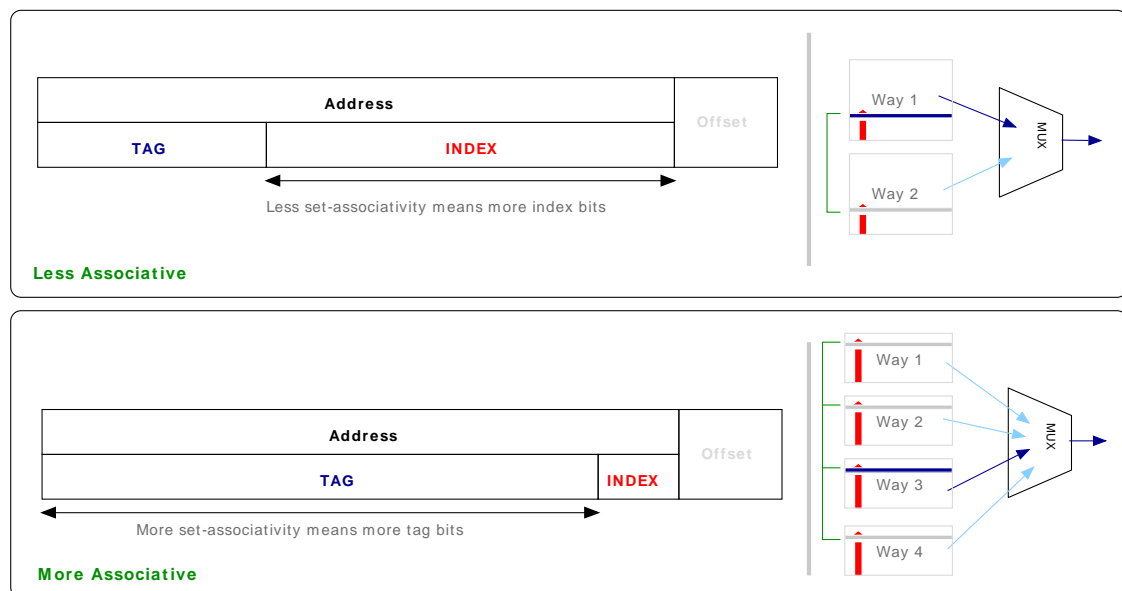 Address
Offset
TAG
INDEX
Less set-associativity means more index bits
Less Associative
Way 1
Way 2
MUX
Address
Offset
TAG
INDEX
More set-associativity means more tag bits
More Associative
Way 1
Way 2
Way 3
Way 4
MUX